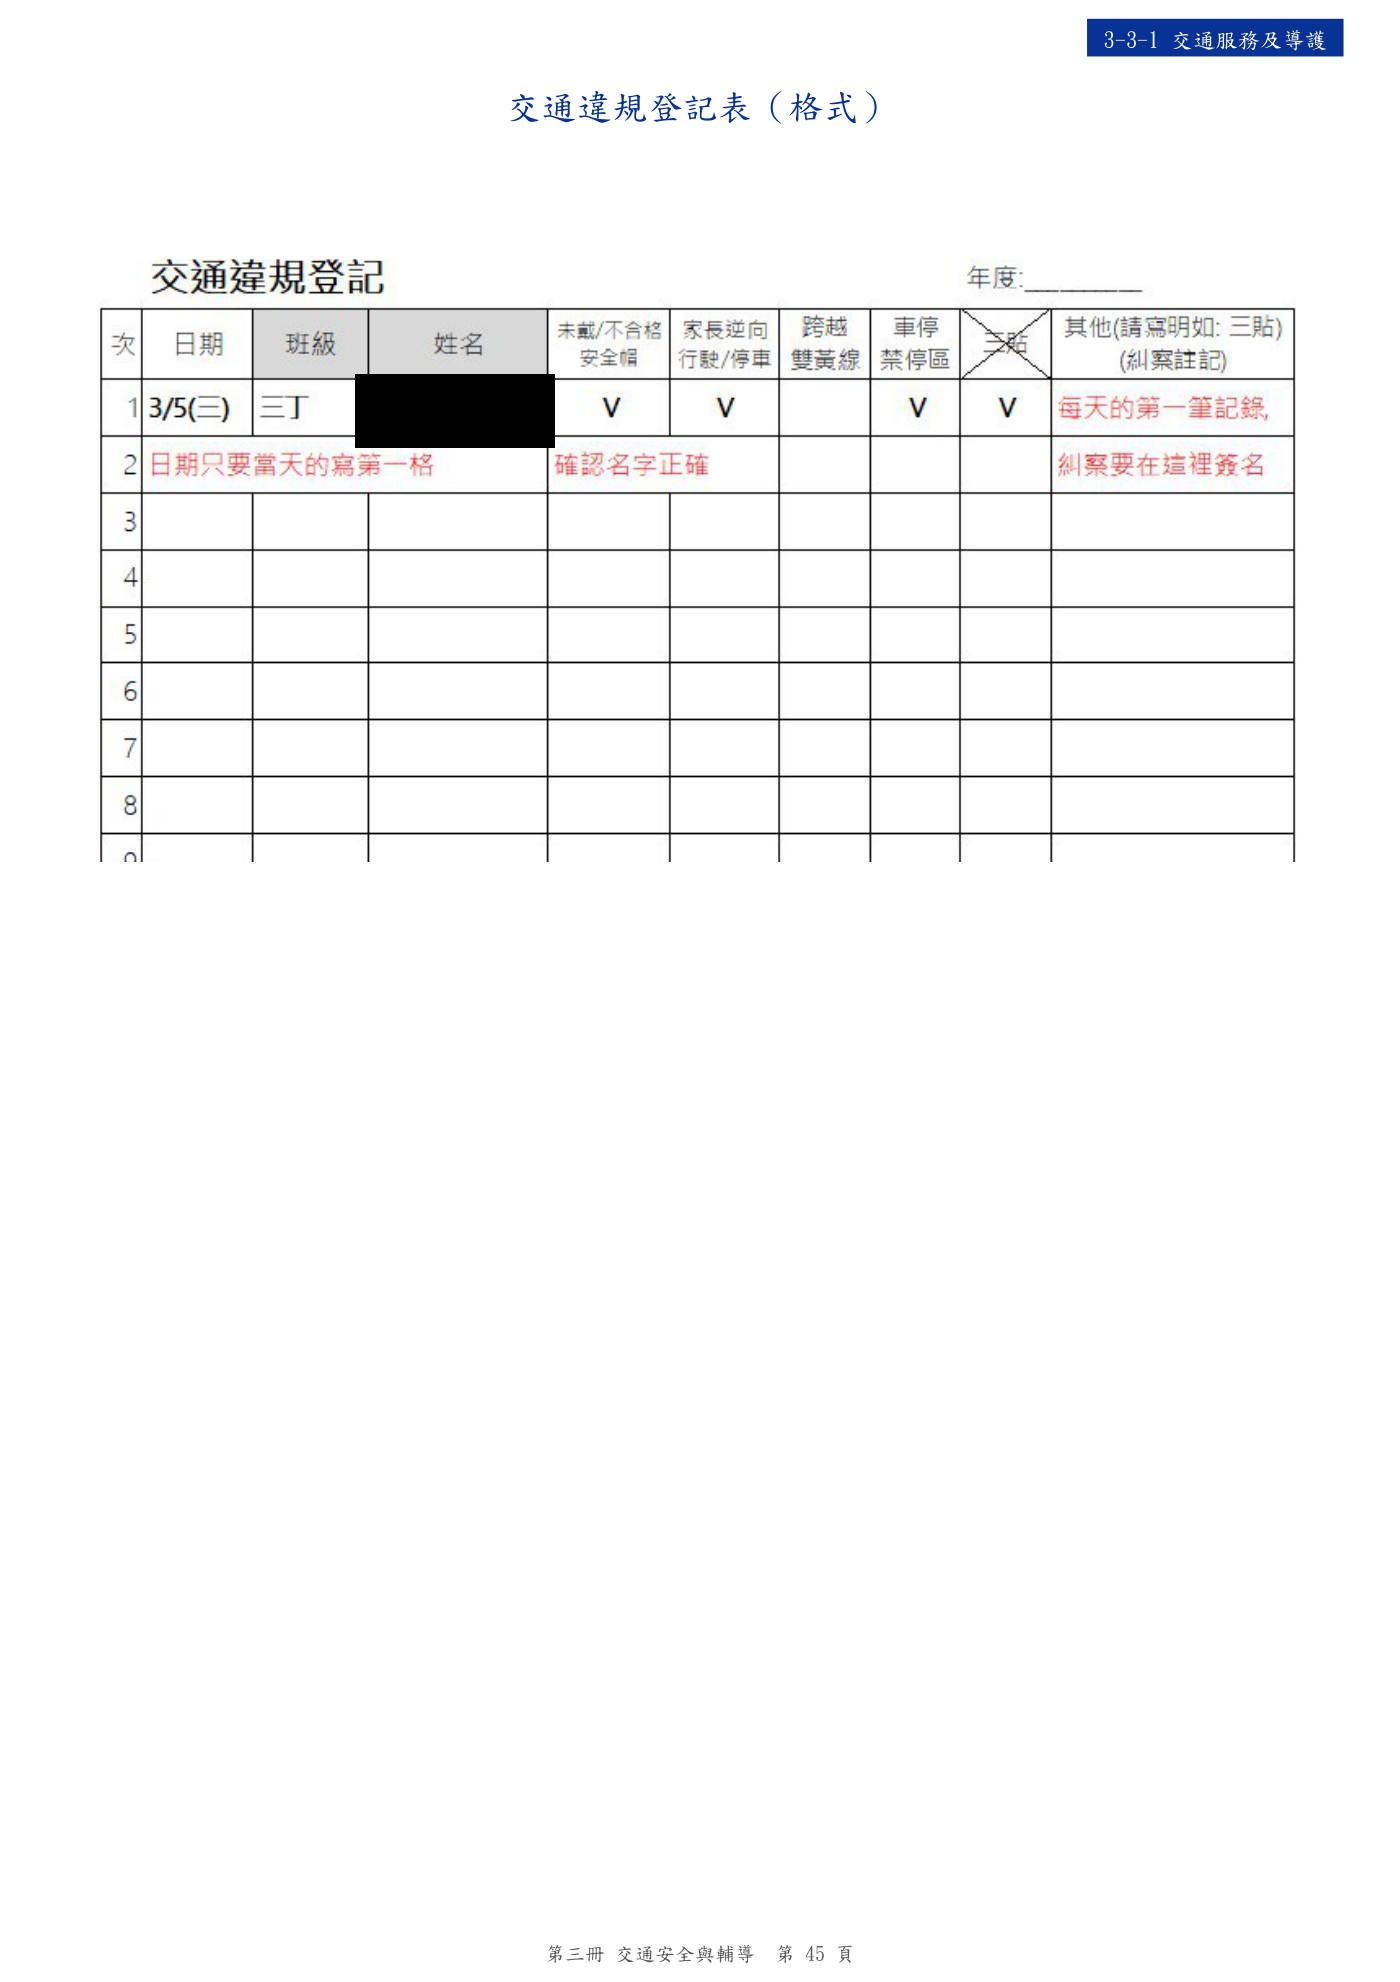 3-3-1 交通服務及導護
交通違規登記表（格式）
交通違規登記
年度:__________
次 日期 班級 姓名 未戴/不合格安全帽 家長逆向行駛/停車 跨越雙黃線 車停禁停區 三貼 其他(請寫明如: 三貼)(糾察註記)
1 3/5(三) 三丁 V V V V 每天的第一筆記錄,
2 日期只要當天的寫第一格 確認名字正確 糾察要在這裡簽名
3
4
5
6
7
8
9
第三冊 交通安全與輔導 第 45 頁